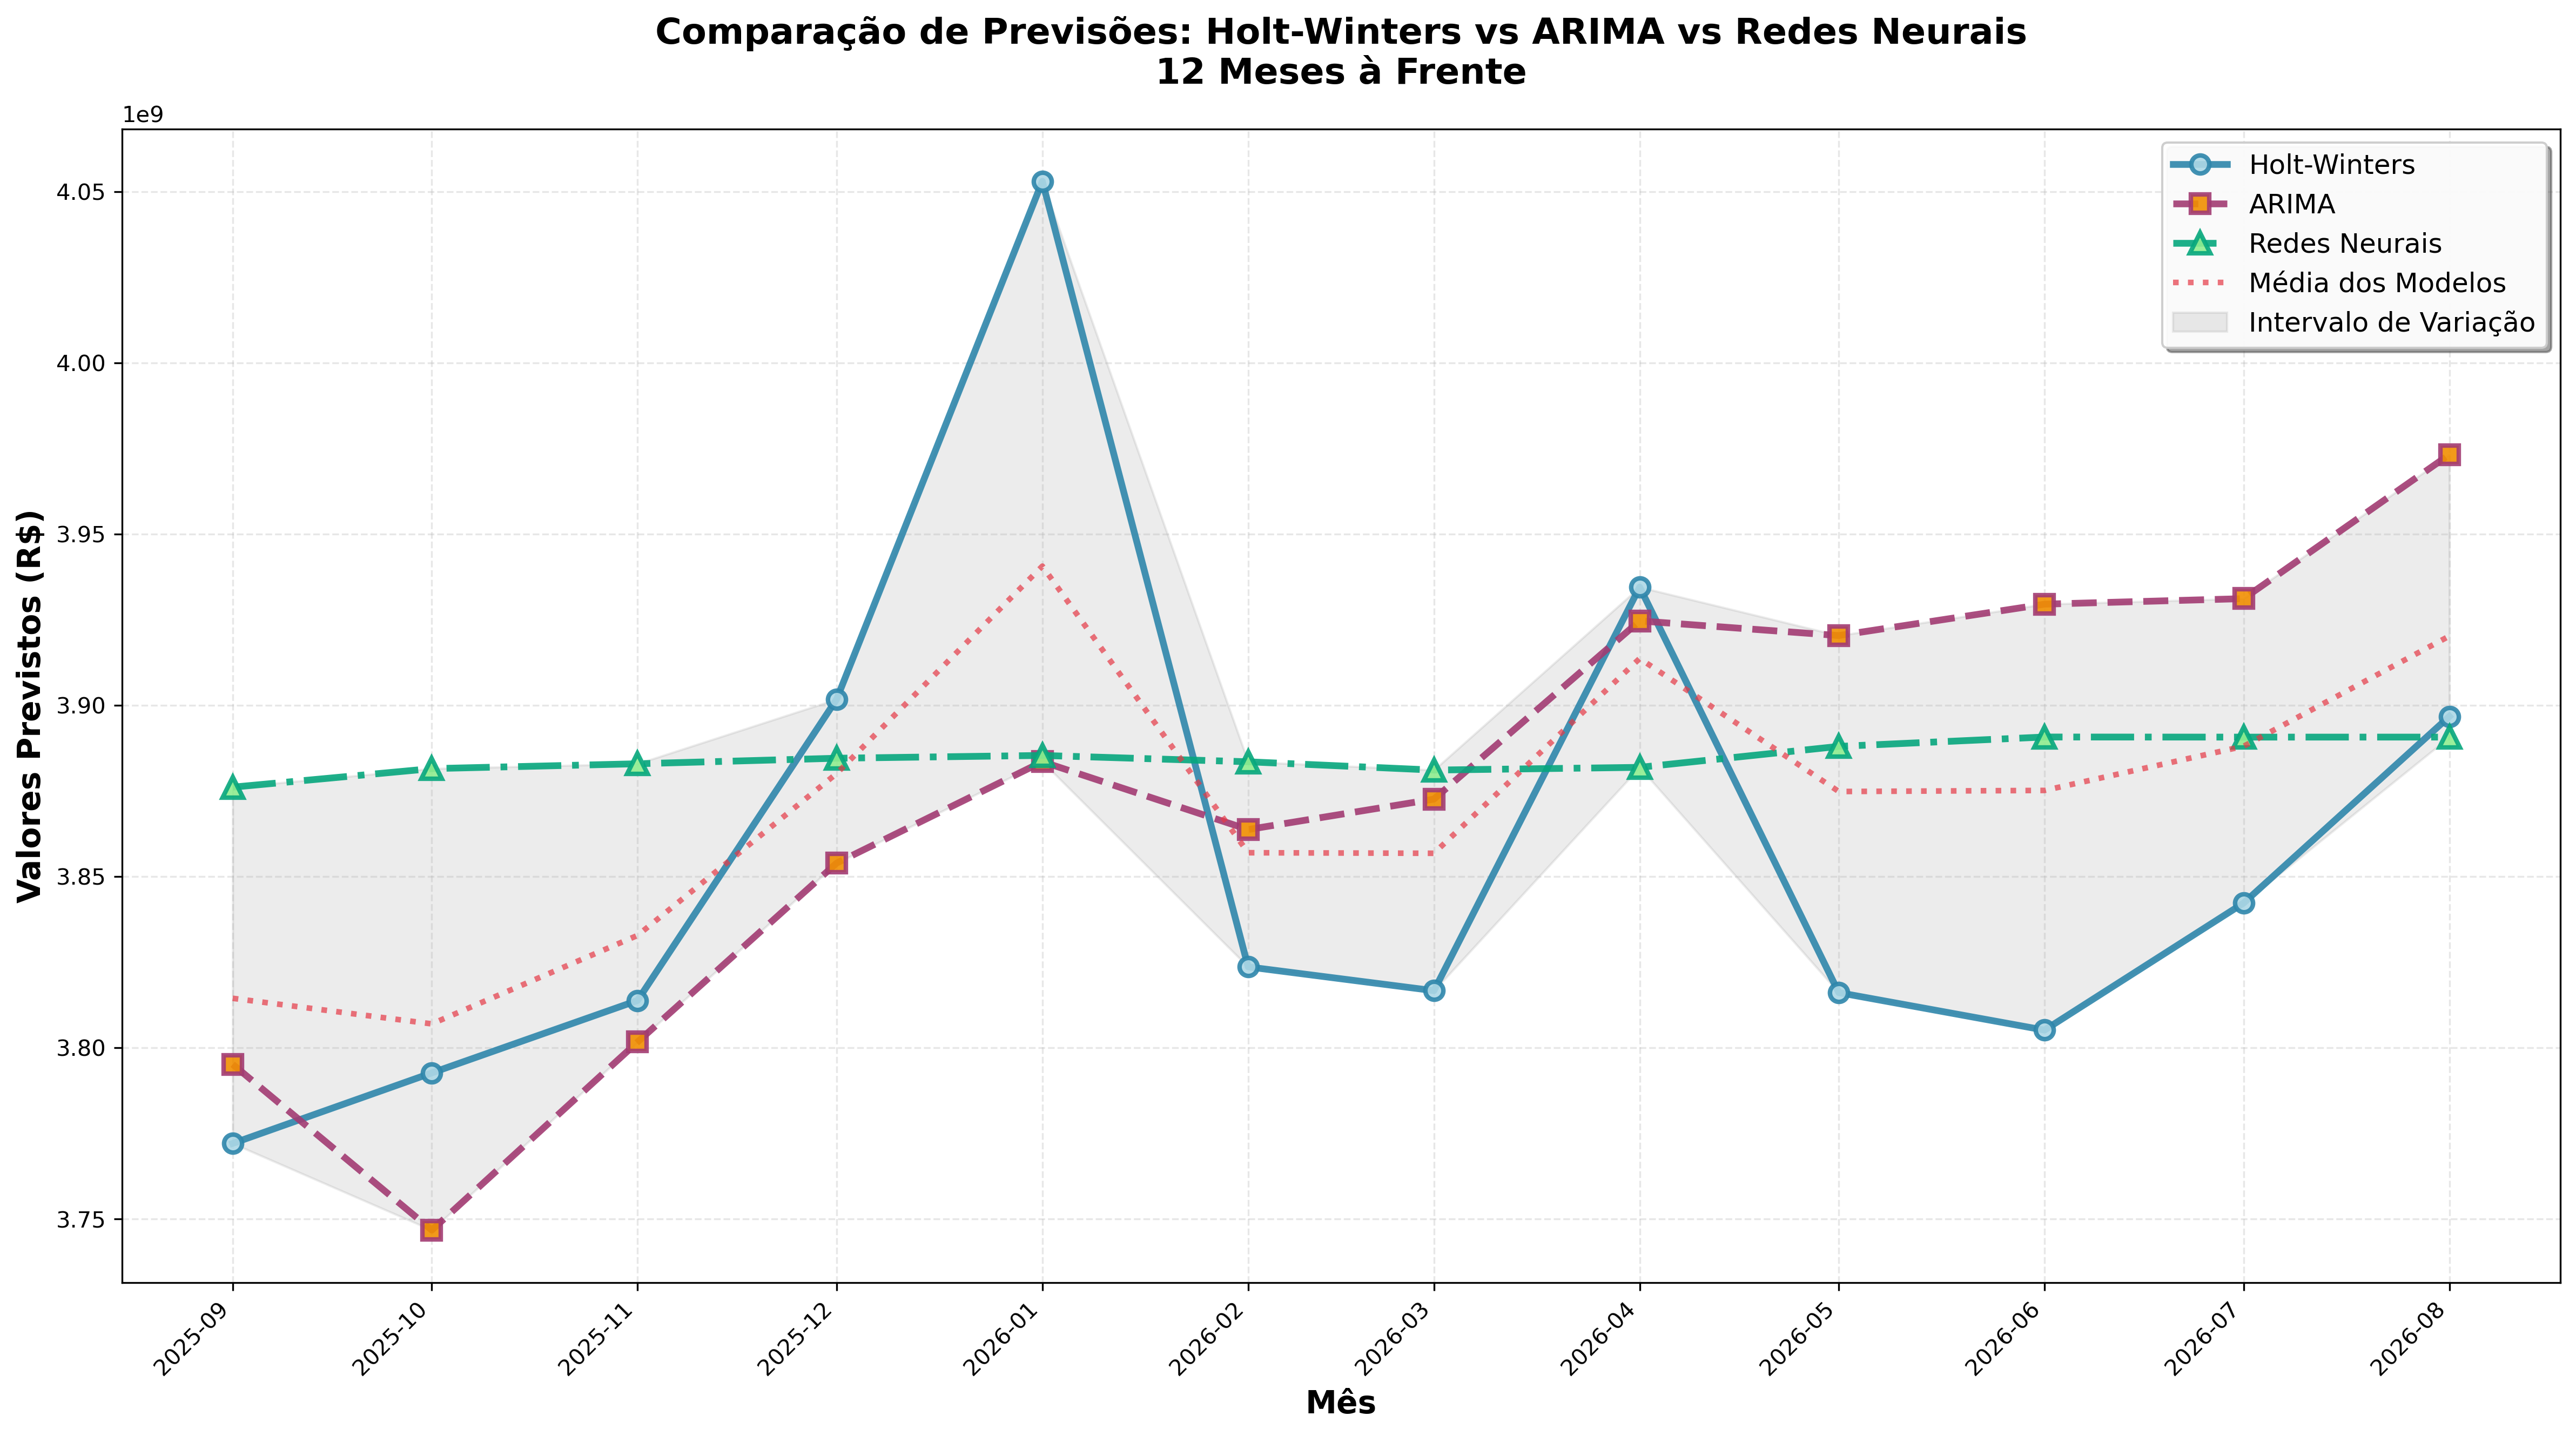 Comparação de Previsões: Holt-Winters vs ARIMA vs Redes Neurais
12 Meses à Frente
1e9
Holt-Winters
ARIMA
Redes Neurais
Média dos Modelos
Intervalo de Variação
Valores Previstos (R$)
4.05
4.00
3.95
3.90
3.85
3.80
3.75
2025-09
2025-10
2025-11
2025-12
2026-01
2026-02
2026-03
2026-04
2026-05
2026-06
2026-07
2026-08
Mês